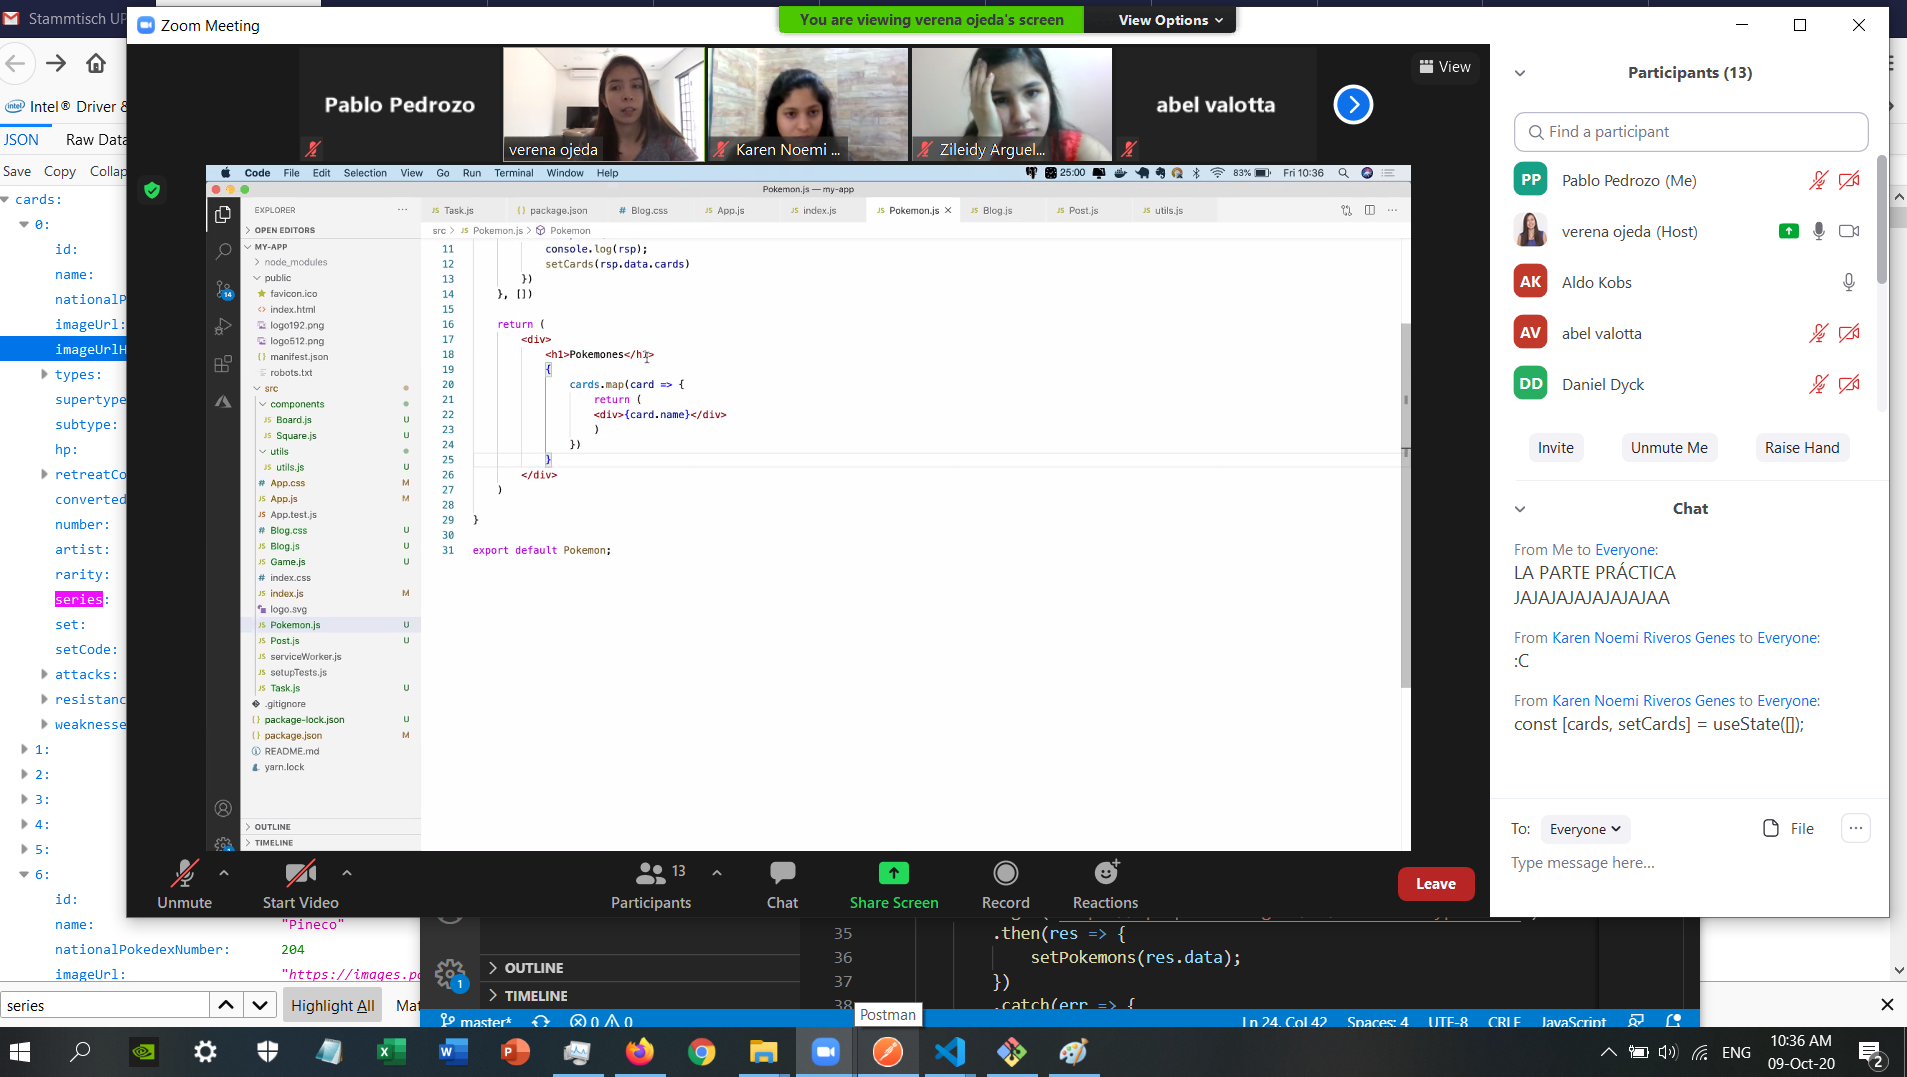 Stammtisch UP
Zoom Meeting
You are viewing verena ojeda's screen
View Options
Intel® Driver &
JSON
Raw Data
Save
Copy
Collap
cards:
0:
id:
name:
nationalP
imageUrl:
imageUrlH
types:
supertype
subtype:
hp:
retreatCo
converted
number:
artist:
rarity:
series:
set:
setCode:
attacks:
resistanc
weaknesse
1:
2:
3:
4:
5:
6:
id:
name: "Pineco"
nationalPokedexNumber: 204
imageUrl: "https://images.po
series
Highlight All
Mat
Pablo Pedrozo
verena ojeda
Karen Noemi ...
Zileidy Arguel...
abel valotta
View
Code File Edit Selection View Go Run Terminal Window Help
25:00
83%
Fri 10:36
Pokemon.js — my-app
EXPLORER
Task.js
package.json
Blog.css
App.js
index.js
Pokemon.js
Blog.js
Post.js
utils.js
OPEN EDITORS
MY-APP
node_modules
public
favicon.ico
index.html
logo192.png
logo512.png
manifest.json
robots.txt
src
components
Board.js U
Square.js U
utils
utils.js U
App.css M
App.js M
App.test.js
Blog.css U
Blog.js U
Game.js U
index.css
index.js M
logo.svg
Pokemon.js U
Post.js U
serviceWorker.js
setupTests.js
Task.js U
.gitignore
package-lock.json U
package.json M
README.md
yarn.lock
OUTLINE
TIMELINE
14
src > Pokemon.js > Pokemon
11 console.log(rsp);
12 setCards(rsp.data.cards)
13 })
14 }, [])
15
16 return (
17 <div>
18 <h1>Pokemones</h1>
19 {
20 cards.map(card => {
21 return (
22 <div>{card.name}</div>
23 )
24 })
25 }
26 </div>
27 )
28
29 }
30
31 export default Pokemon;
Unmute
Start Video
13
Participants
Chat
Share Screen
Record
Reactions
Leave
Participants (13)
Find a participant
PP Pablo Pedrozo (Me)
verena ojeda (Host)
AK Aldo Kobs
AV abel valotta
DD Daniel Dyck
Invite
Unmute Me
Raise Hand
Chat
From Me to Everyone:
LA PARTE PRÁCTICA
JAJAJAJAJAJAJAJAA
From Karen Noemi Riveros Genes to Everyone:
:C
From Karen Noemi Riveros Genes to Everyone:
const [cards, setCards] = useState([]);
To: Everyone
File
Type message here...
OUTLINE
TIMELINE
1
35 .then(res => {
36 setPokemons(res.data);
37 })
38 .catch(err => {
Postman
master*
0 0
Ln 24, Col 42
Spaces: 4
UTF-8
CRLF
JavaScript
ENG
10:36 AM
09-Oct-20
2